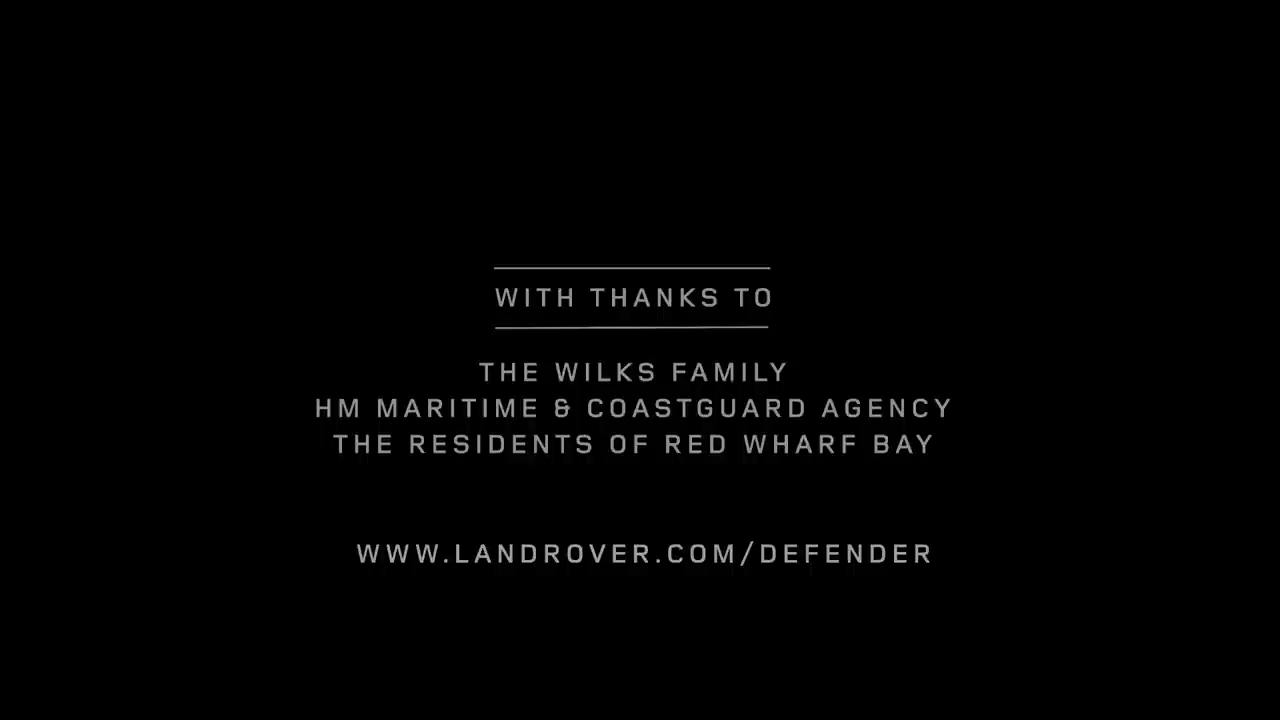 WITH THANKS TO
THE WILKS FAMILY
HM MARITIME & COASTGUARD AGENCY
THE RESIDENTS OF RED WHARF BAY
WWW.LANDROVER.COM/DEFENDER